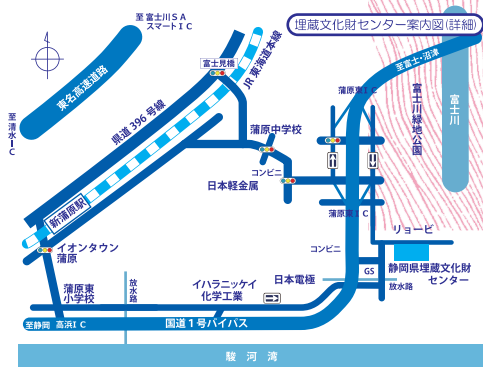 埋蔵文化財センター案内図(詳細)
至 富士川SA
スマートIC
至富士・沼津
富士見橋
JR 東海道本線
東名高速道路
県道 396 号線
蒲原東IC
富士川緑地公園
富士川
至清水IC
蒲原中学校
コンビニ
日本軽金属
新蒲原駅
蒲原東IC
リョービ
イオンタウン
蒲原
コンビニ
静岡県埋蔵文化財
センター
GS
日本電極
放水路
蒲原東
小学校
放水路
イハラニッケイ
化学工業
至静岡
高浜IC
国道1号バイパス
駿河湾